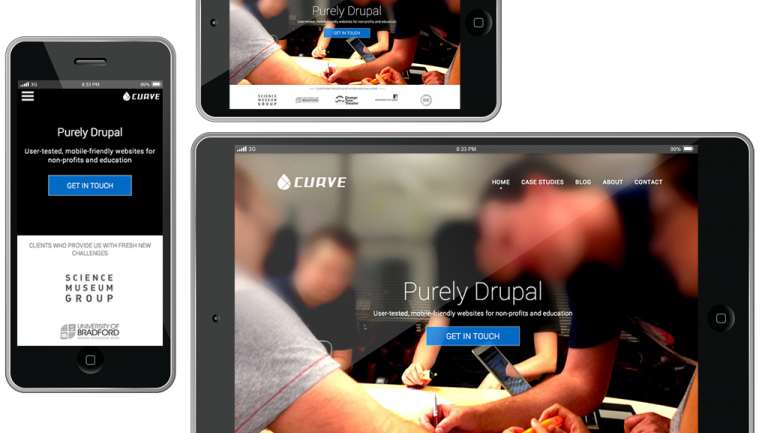 3G 8:33 PM 99%
CURVE
Purely Drupal
User-tested, mobile-friendly websites for
non-profits and education
GET IN TOUCH
CLIENTS WHO PROVIDE US WITH FRESH NEW
CHALLENGES
SCIENCE
MUSEUM
GROUP
UNIVERSITY OF
BRADFORD
Purely Drupal
User-tested, mobile-friendly websites for non-profits and education
GET IN TOUCH
SCIENCE
MUSEUM
GROUP
UNIVERSITY OF
BRADFORD
Orange
Tree
Theatre
3G 8:33 PM 99%
CURVE
HOME CASE STUDIES BLOG ABOUT CONTACT
Purely Drupal
User-tested, mobile-friendly websites for non-profits and education
GET IN TOUCH